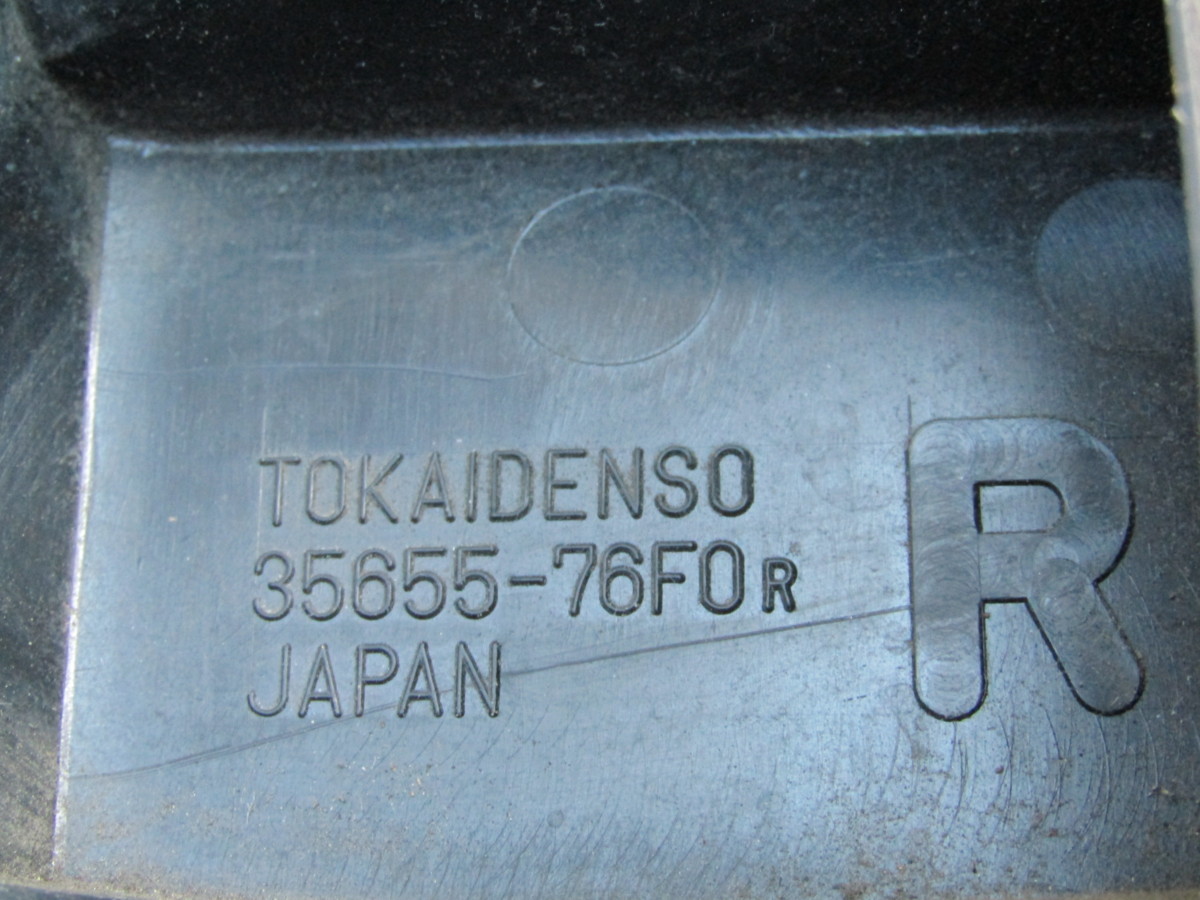 TOKAIDENSO
35655-76F0R
JAPAN
R